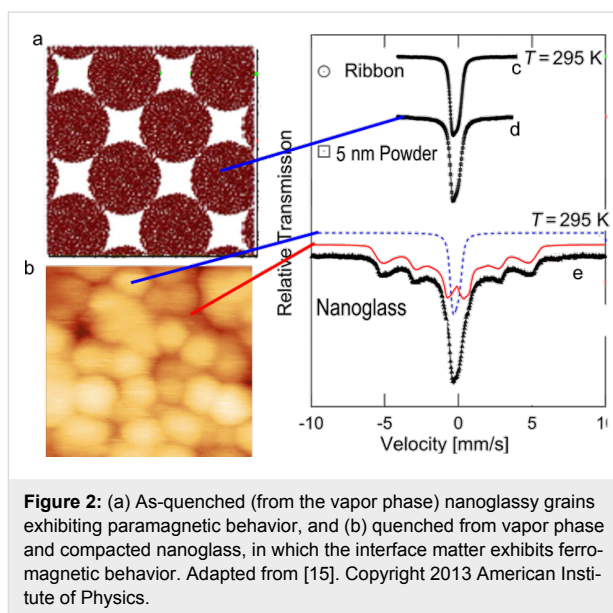 a
b
Relative Transmission
Ribbon
c
T = 295 K
d
5 nm Powder
T = 295 K
e
Nanoglass
-10 -5 0 5 10
Velocity [mm/s]
Figure 2: (a) As-quenched (from the vapor phase) nanoglassy grains
exhibiting paramagnetic behavior, and (b) quenched from vapor phase
and compacted nanoglass, in which the interface matter exhibits ferro-
magnetic behavior. Adapted from [15]. Copyright 2013 American Insti-
tute of Physics.